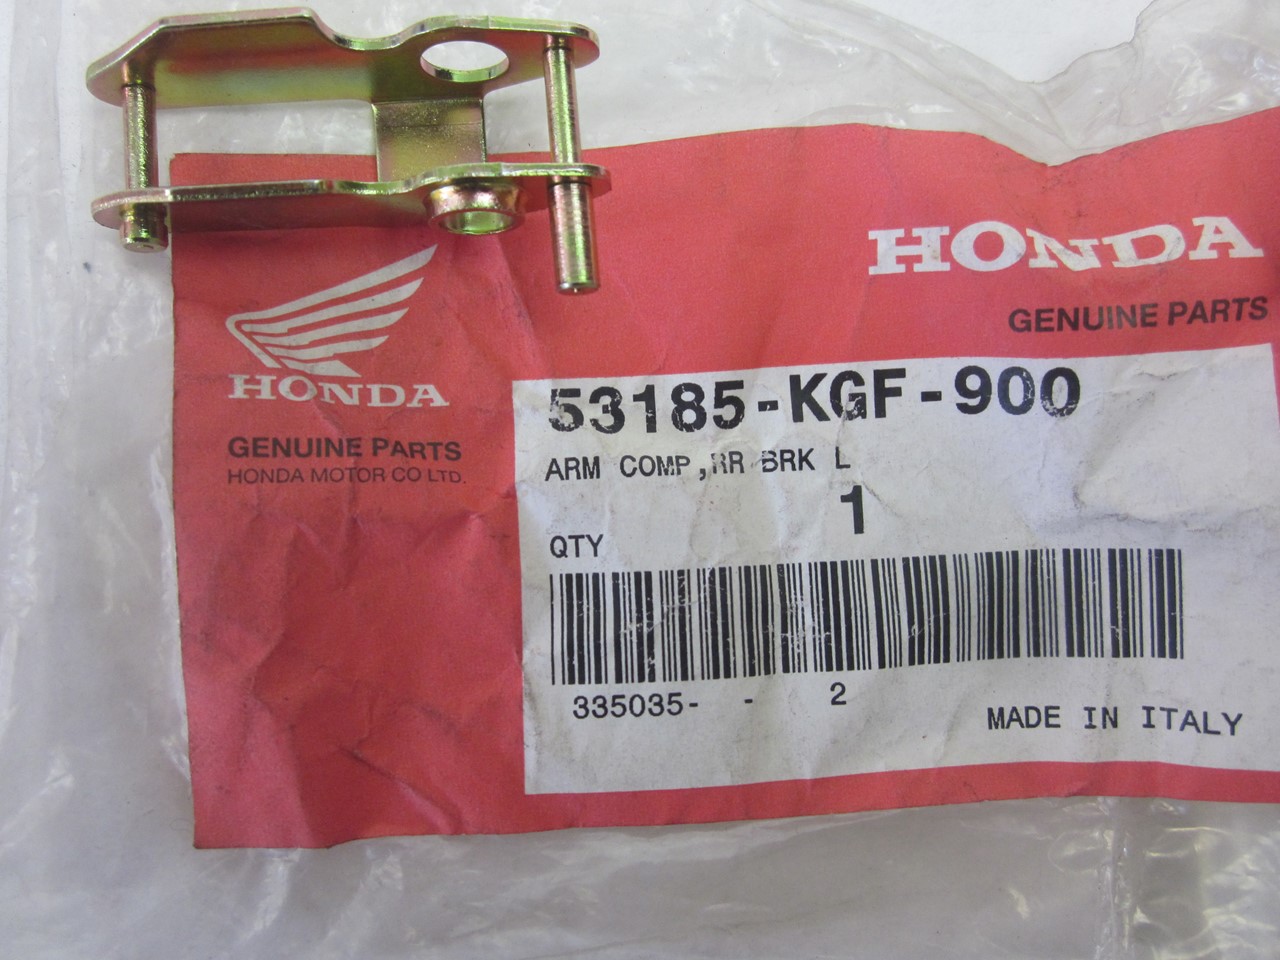 HONDA
GENUINE PARTS
HONDA
GENUINE PARTS
HONDA MOTOR CO LTD.
53185-KGF-900
ARM COMP,RR BRK L
1
QTY
335035- - 2
MADE IN ITALY